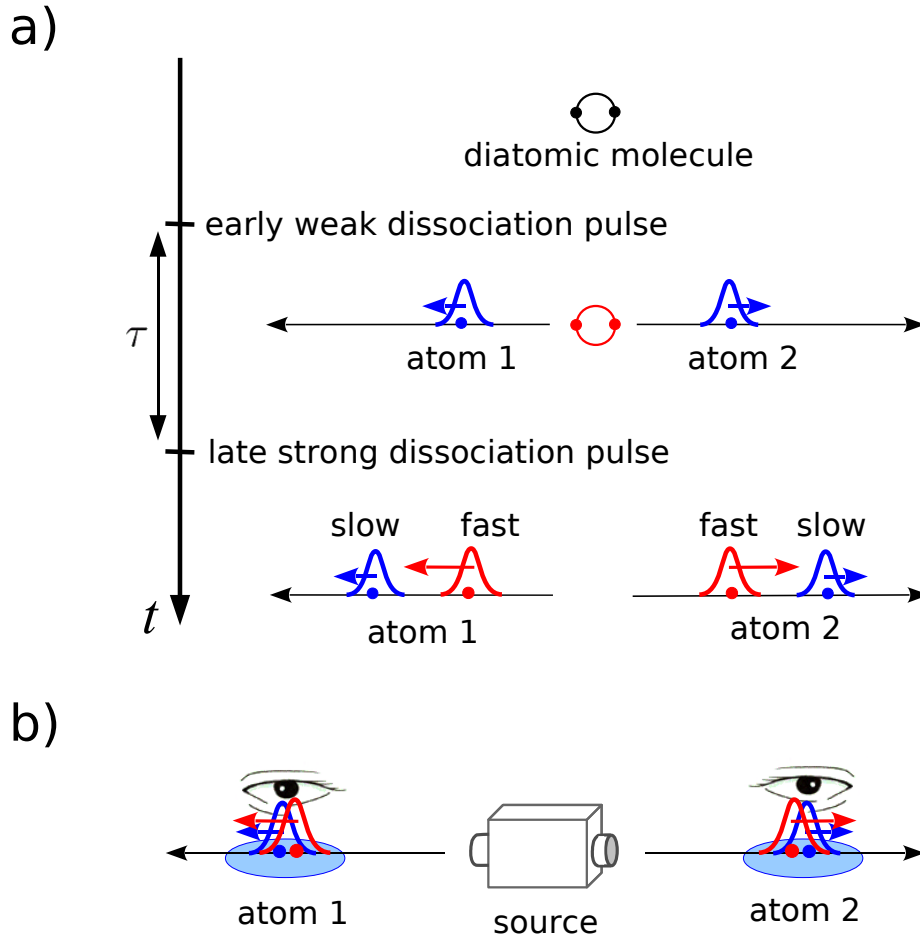 a)
diatomic molecule
early weak dissociation pulse
τ
atom 1
atom 2
late strong dissociation pulse
slow fast fast slow
t
atom 1
atom 2
b)
atom 1
source
atom 2